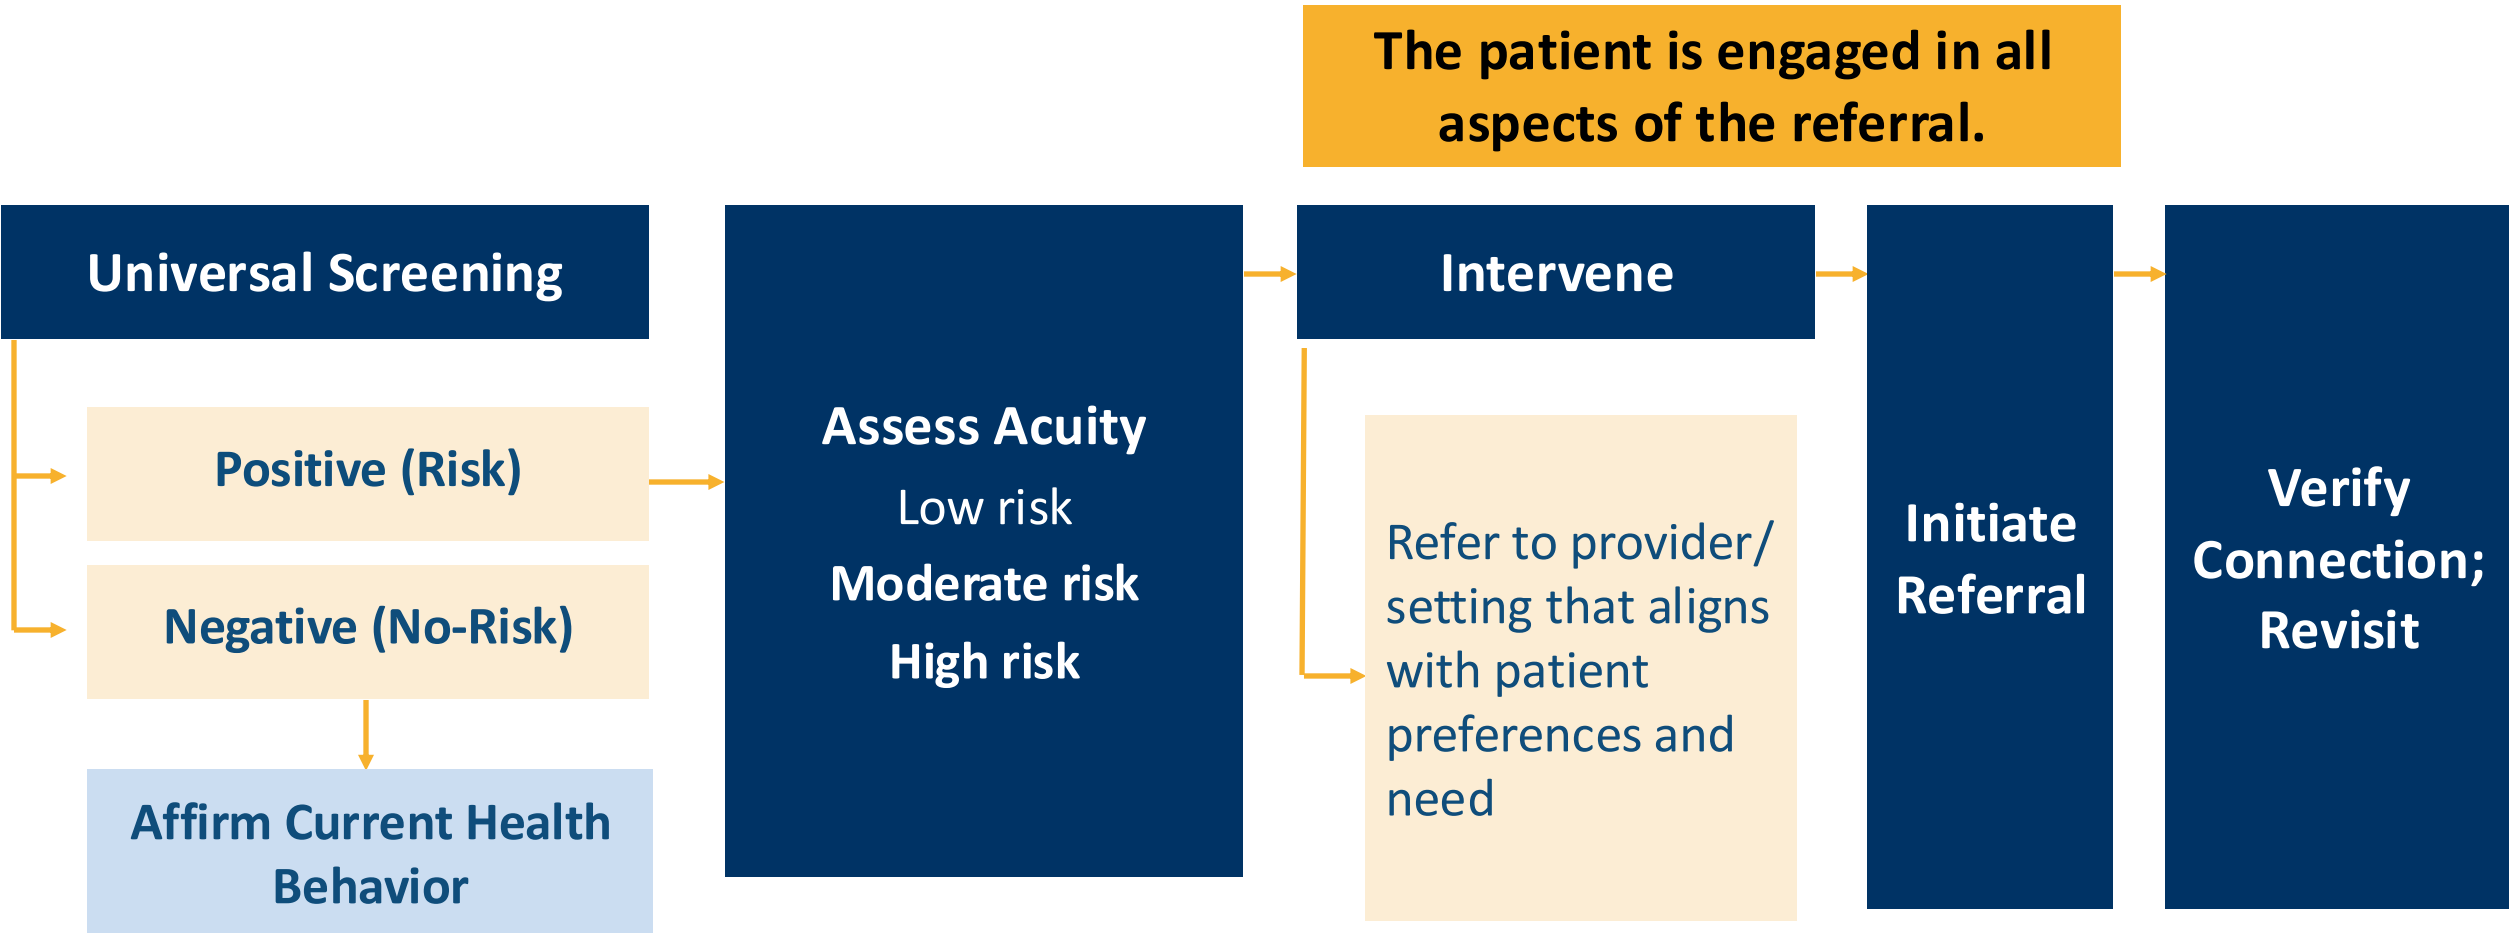 The patient is engaged in all
aspects of the referral.
Universal Screening
Positive (Risk)
Negative (No-Risk)
Affirm Current Health
Behavior
Assess Acuity
Low risk
Moderate risk
High risk
Intervene
Refer to provider/
setting that aligns
with patient
preferences and
need
Initiate
Referral
Verify
Connection;
Revisit